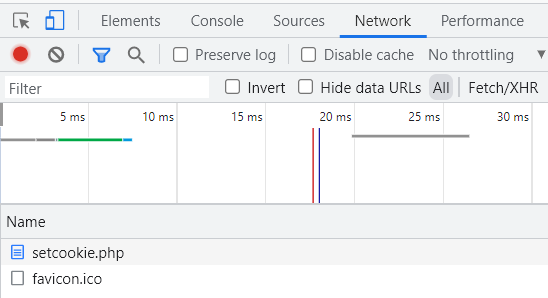 Elements Console Sources Network Performance
Preserve log Disable cache No throttling
Filter Invert Hide data URLs All Fetch/XHR
5 ms 10 ms 15 ms 20 ms 25 ms 30 ms
Name
setcookie.php
favicon.ico